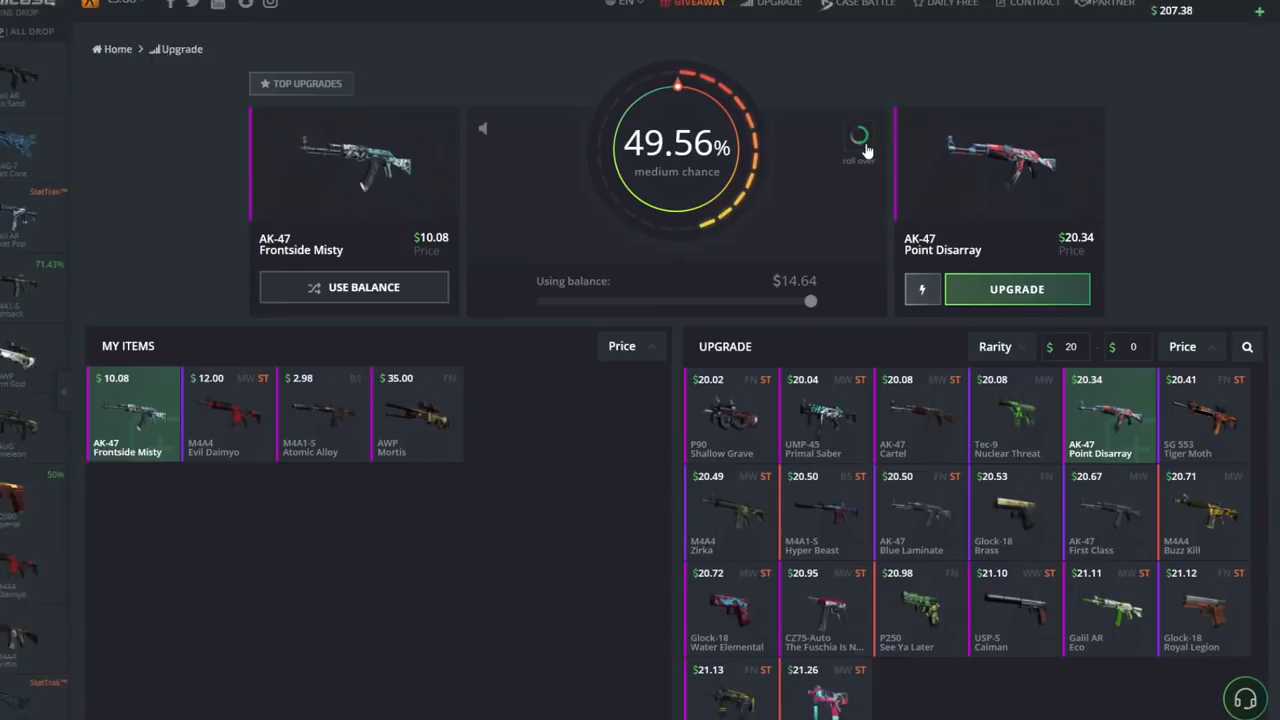 EN
GIVEAWAY
UPGRADE
CASE BATTLE
DAILY FREE
CONTRACT
PARTNER
$ 207.38
+
ALL DROP
Home > Upgrade
TOP UPGRADES
AK-47
Frontside Misty
$10.08
Price
USE BALANCE
49.56%
medium chance
roll over
Using balance:
$14.64
AK-47
Point Disarray
$20.34
Price
UPGRADE
StatTrak™
71.43%
50%
StatTrak™
MY ITEMS
Price
$ 10.08
AK-47
Frontside Misty
$ 12.00 MW ST
M4A4
Evil Daimyo
$ 2.98 BS
M4A1-S
Atomic Alloy
$ 35.00 FN
AWP
Mortis
UPGRADE
Rarity
$ 20 - $ 0
Price
$20.02 FN ST
P90
Shallow Grave
$20.04 MW ST
UMP-45
Primal Saber
$20.08 MW ST
AK-47
Cartel
$20.08 MW
Tec-9
Nuclear Threat
$20.34
AK-47
Point Disarray
$20.41 FN ST
SG 553
Tiger Moth
$20.49 MW ST
M4A4
Zirka
$20.50 BS ST
M4A1-S
Hyper Beast
$20.50 FN ST
AK-47
Blue Laminate
$20.53
Glock-18
Brass
$20.67 MW
AK-47
First Class
$20.71 MW
M4A4
Buzz Kill
$20.72 MW ST
Glock-18
Water Elemental
$20.95 MW ST
CZ75-Auto
The Fuschia Is N...
$20.98 FN
P250
See Ya Later
$21.10 WW ST
USP-S
Caiman
$21.11 MW ST
Galil AR
Eco
$21.12 FN ST
Glock-18
Royal Legion
$21.13 FN ST
$21.26 MW ST